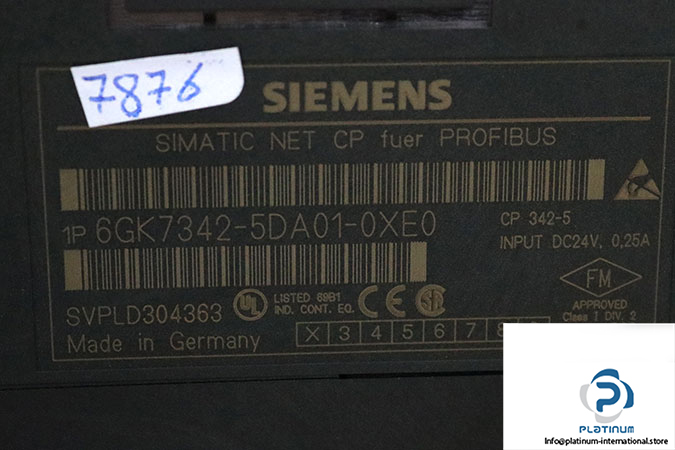 7876
SIEMENS
SIMATIC NET CP fuer PROFIBUS
1P 6GK7342-5DA01-0XE0
CP 342-5
INPUT DC24V, 0,25A
SVPLD304363
UL
LISTED 69B1
IND. CONT. EQ.
CE
FM
APPROVED
Class I DIV. 2
Made in Germany
X 3 4 5 6 7
PLATINUM
info@platinum-international.store